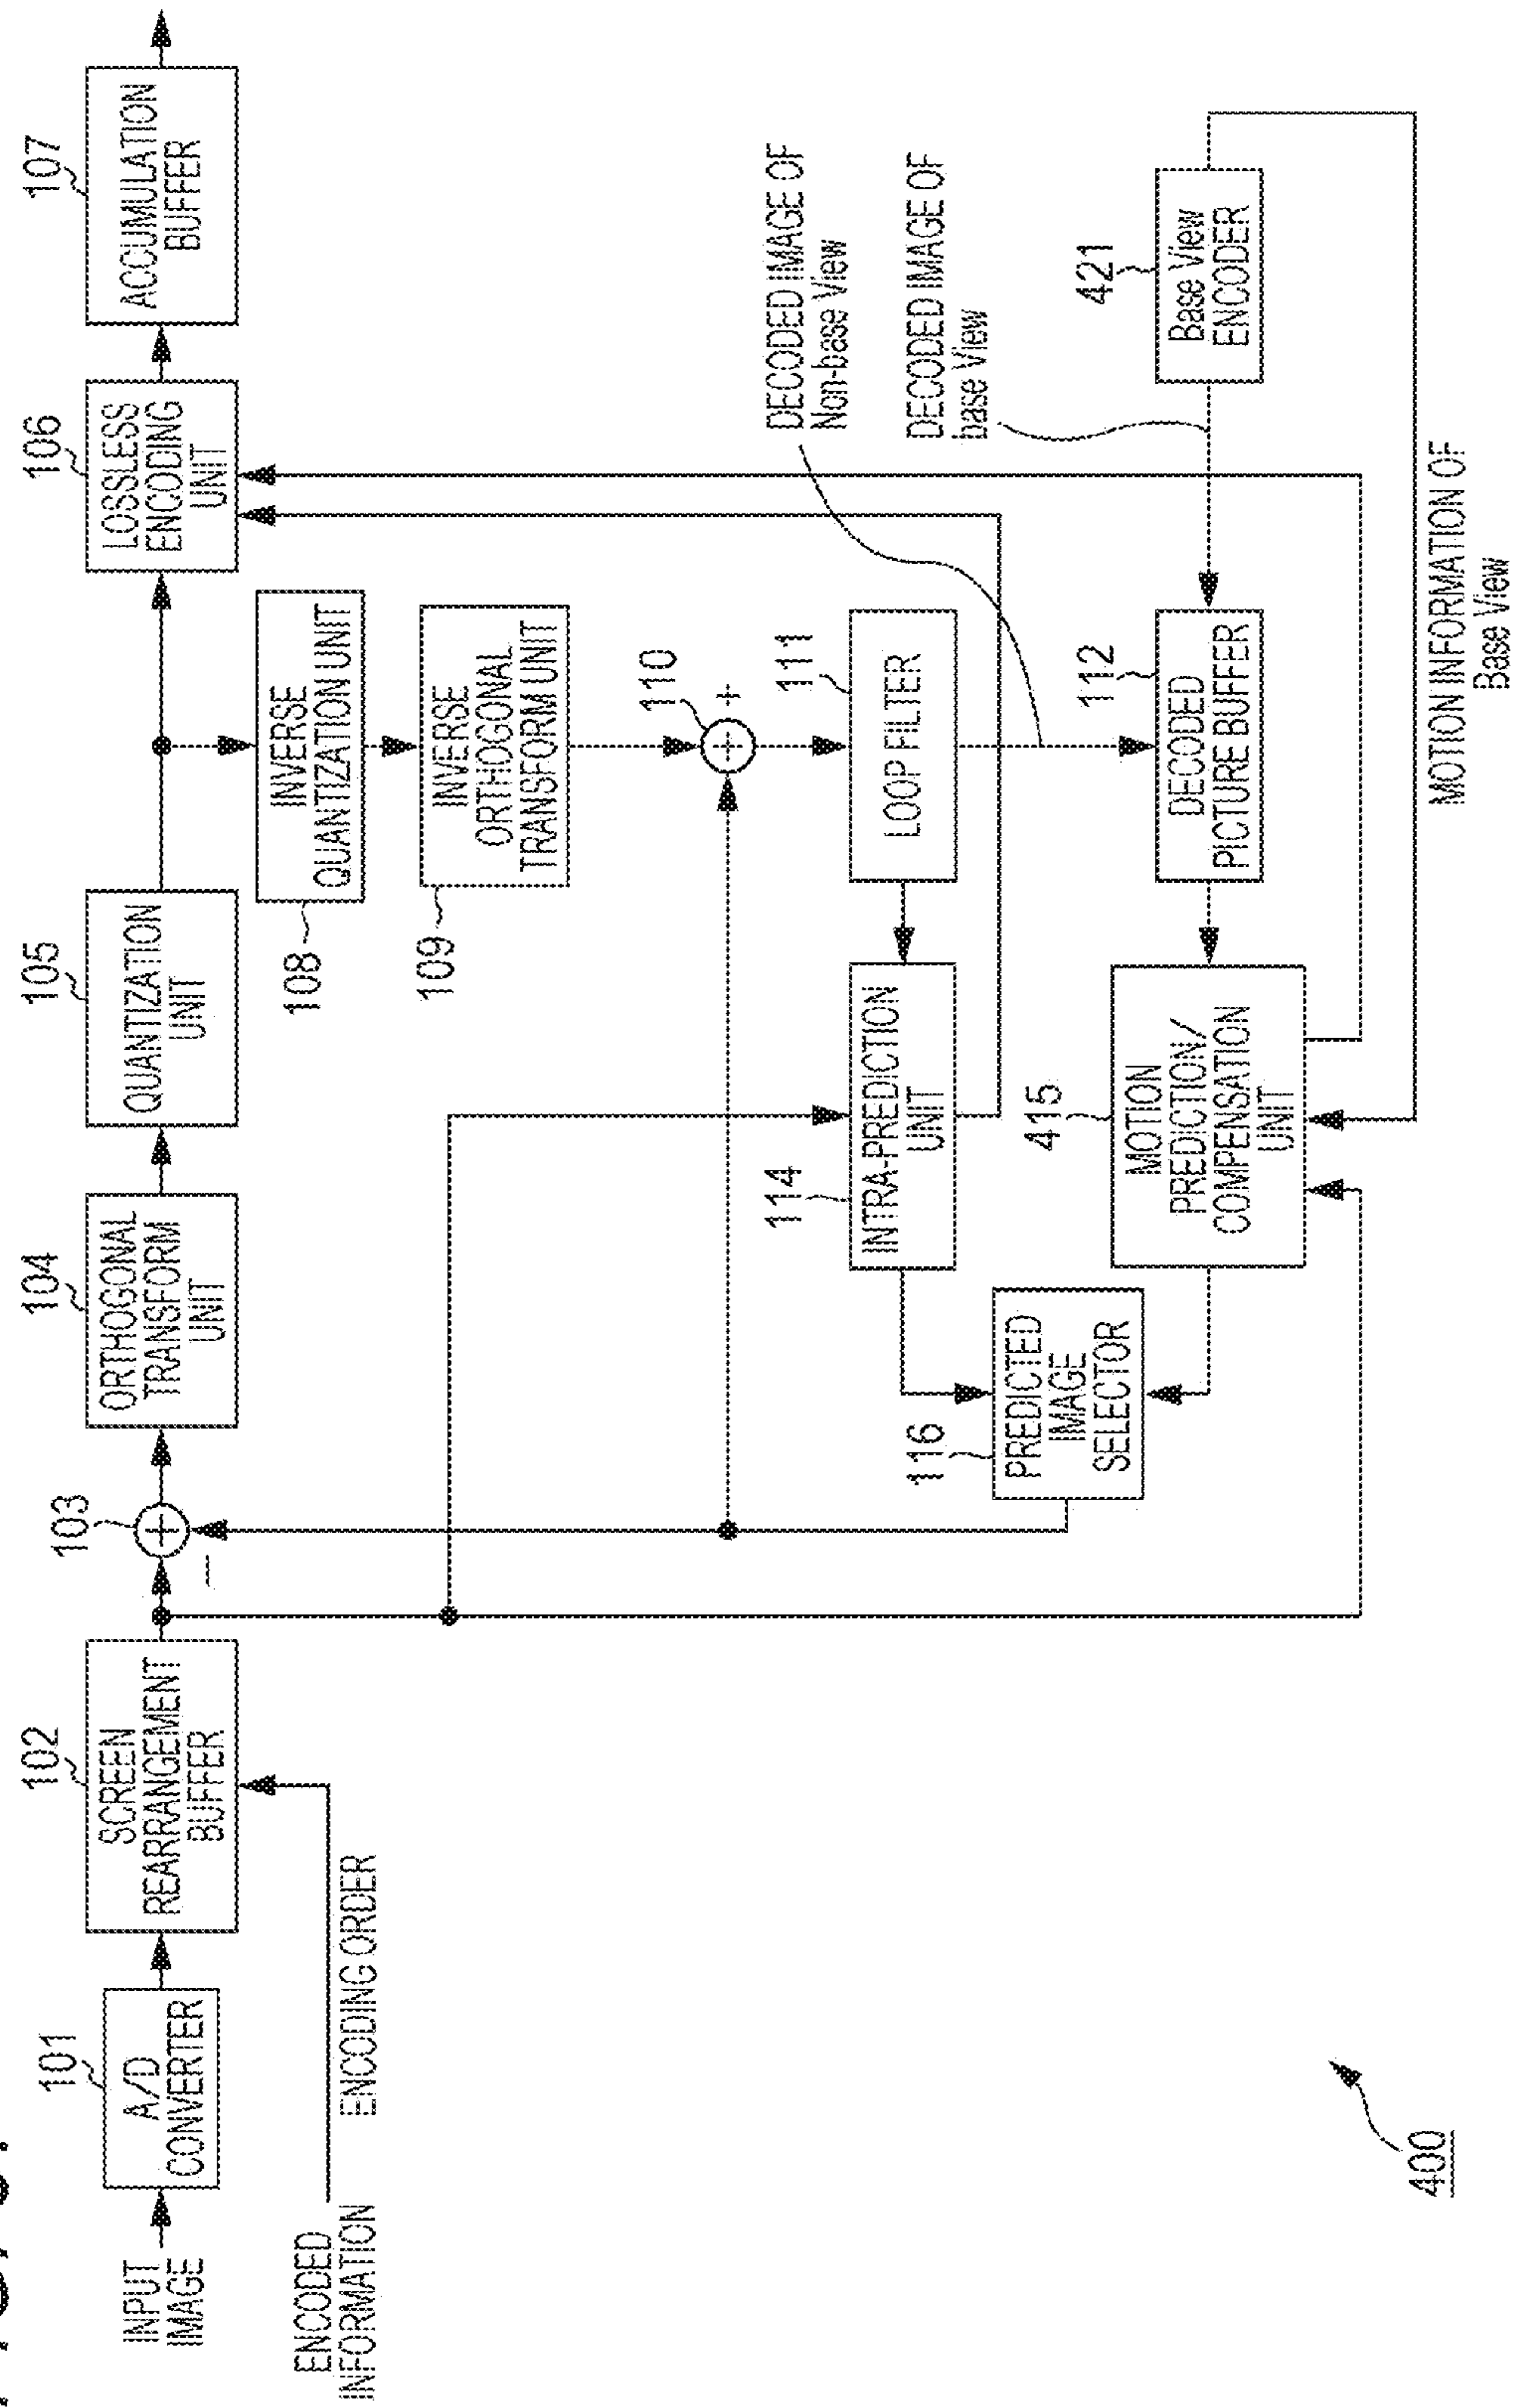 INPUT
IMAGE
101
A/D
CONVERTER
102
SCREEN
REARRANGEMENT
BUFFER
ENCODED
INFORMATION
ENCODING ORDER
103
−
104
ORTHOGONAL
TRANSFORM
UNIT
105
QUANTIZATION
UNIT
106
LOSSLESS
ENCODING
UNIT
107
ACCUMULATION
BUFFER
108
INVERSE
QUANTIZATION UNIT
109
INVERSE
ORTHOGONAL
TRANSFORM UNIT
110
+
111
LOOP FILTER
DECODED IMAGE OF
Non-base View
DECODED IMAGE OF
base View
114
INTRA-PREDICTION
UNIT
116
PREDICTED
IMAGE
SELECTOR
415
MOTION
PREDICTION/
COMPENSATION
UNIT
112
DECODED
PICTURE BUFFER
421
Base View
ENCODER
MOTION INFORMATION OF
Base View
400